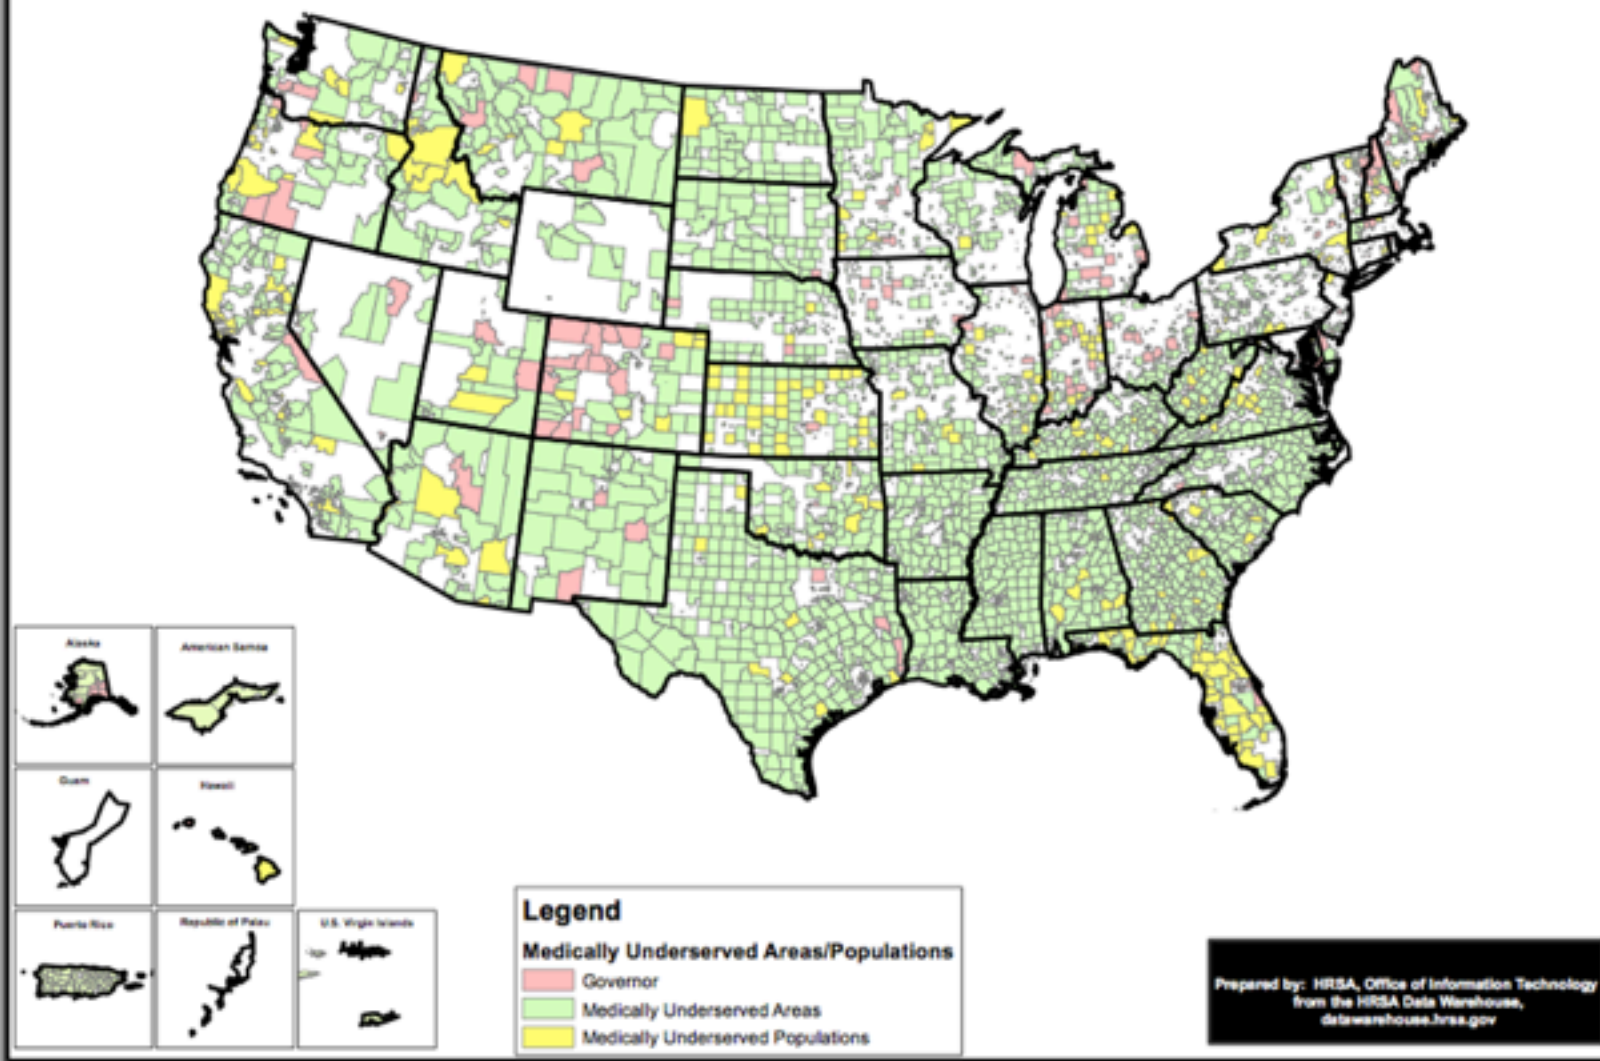 Alaska
American Samoa
Guam
Hawaii
Puerto Rico
Republic of Palau
U.S. Virgin Islands
Legend
Medically Underserved Areas/Populations
Governor
Medically Underserved Areas
Medically Underserved Populations
Prepared by: HRSA, Office of Information Technology
from the HRSA Data Warehouse,
datawarehouse.hrsa.gov